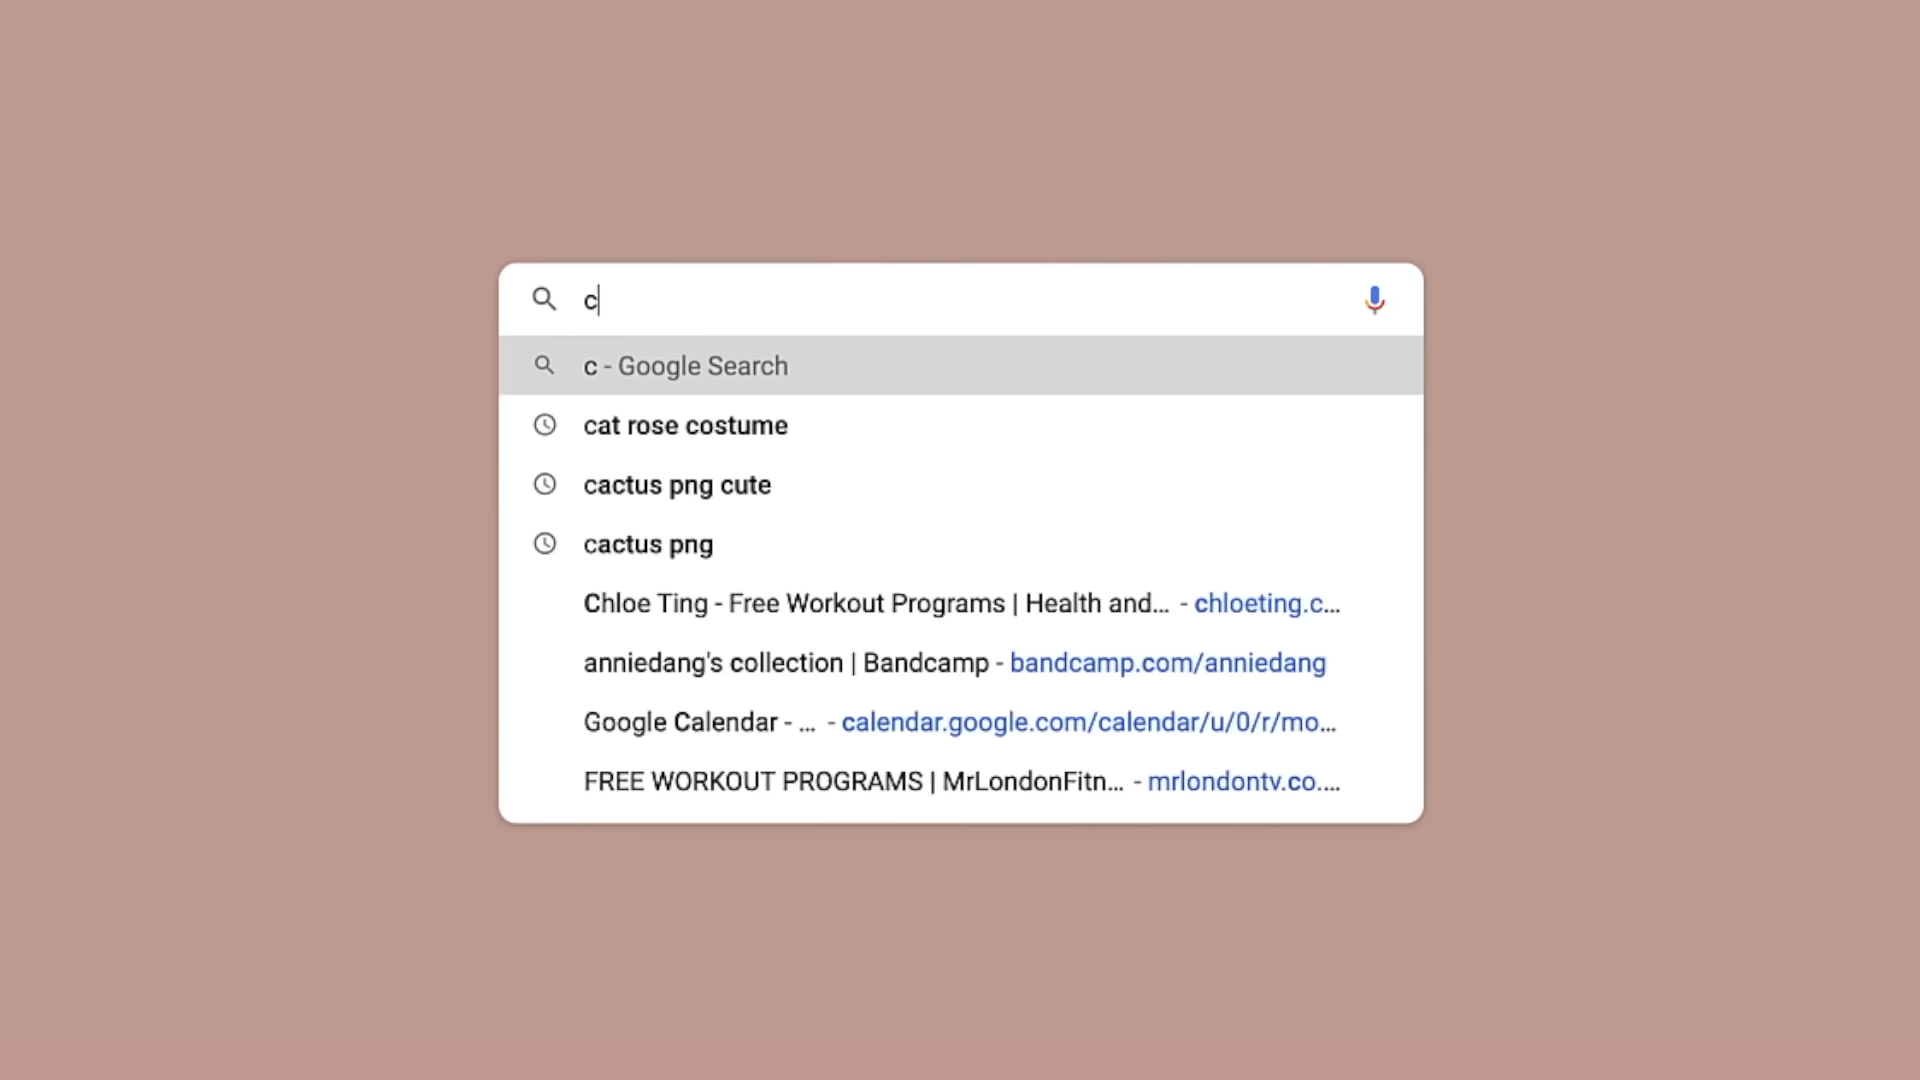 c
c - Google Search
cat rose costume
cactus png cute
cactus png
Chloe Ting - Free Workout Programs | Health and... - chloeting.c...
anniedang's collection | Bandcamp - bandcamp.com/anniedang
Google Calendar - ... - calendar.google.com/calendar/u/0/r/mo...
FREE WORKOUT PROGRAMS | MrLondonFitn... - mrlondontv.co....